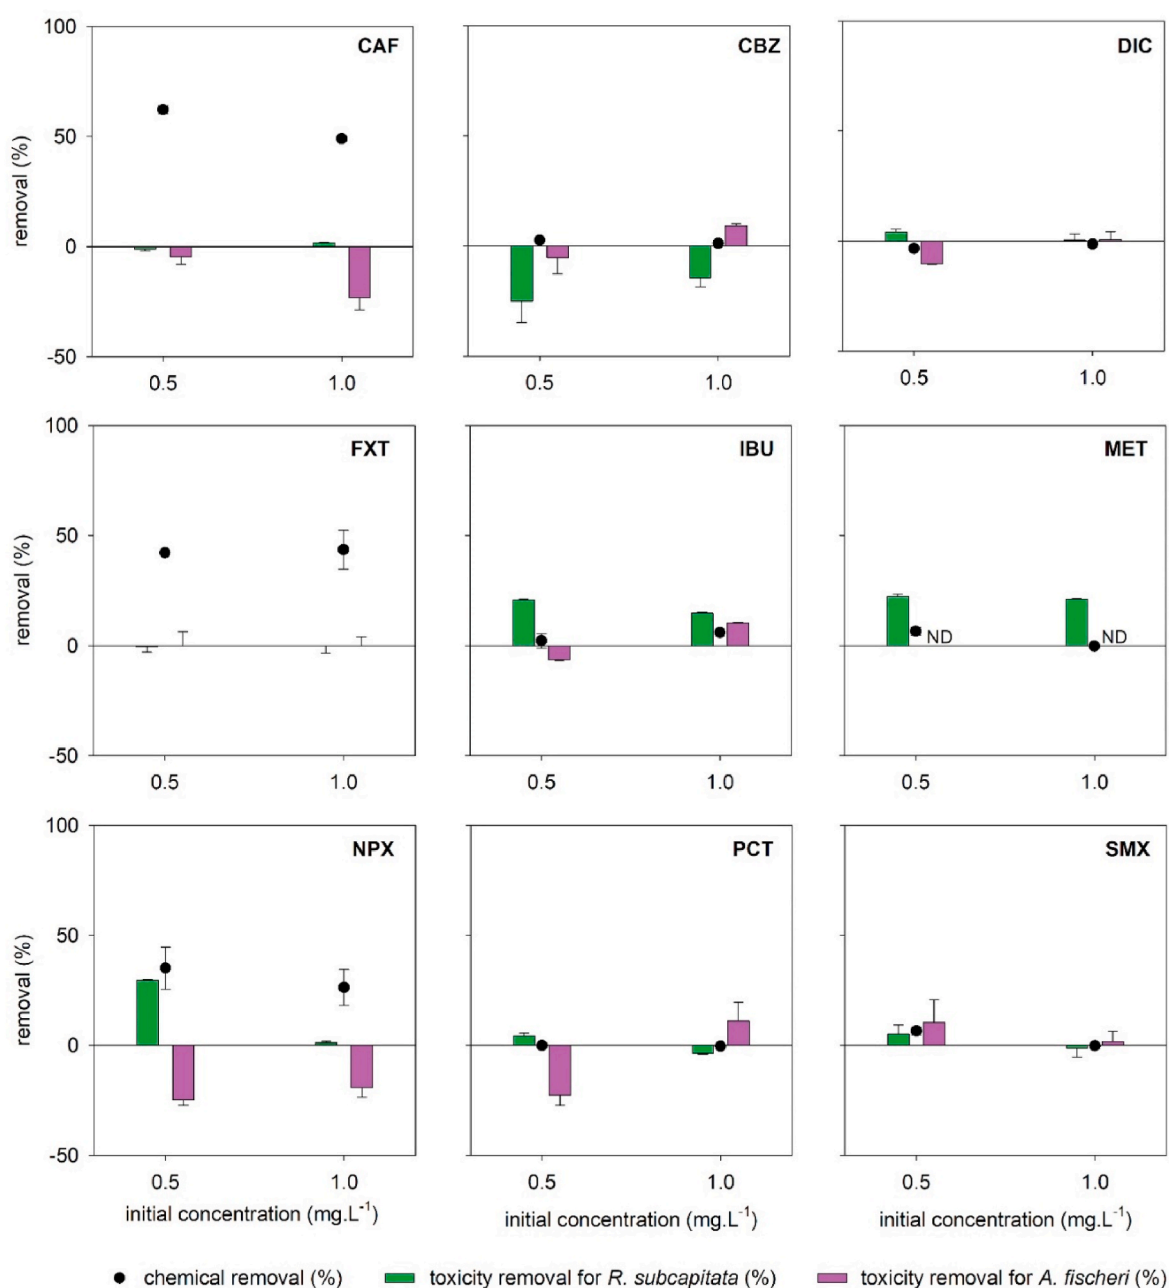 100
50
0
-50
removal (%)
CAF
0.5
1.0
CBZ
0.5
1.0
DIC
0.5
1.0
100
50
0
-50
removal (%)
FXT
0.5
1.0
IBU
0.5
1.0
MET
ND
ND
0.5
1.0
100
50
0
-50
removal (%)
NPX
0.5
1.0
initial concentration (mg.L⁻¹)
PCT
0.5
1.0
initial concentration (mg.L⁻¹)
SMX
0.5
1.0
initial concentration (mg.L⁻¹)
chemical removal (%) toxicity removal for R. subcapitata (%) toxicity removal for A. fischeri (%)